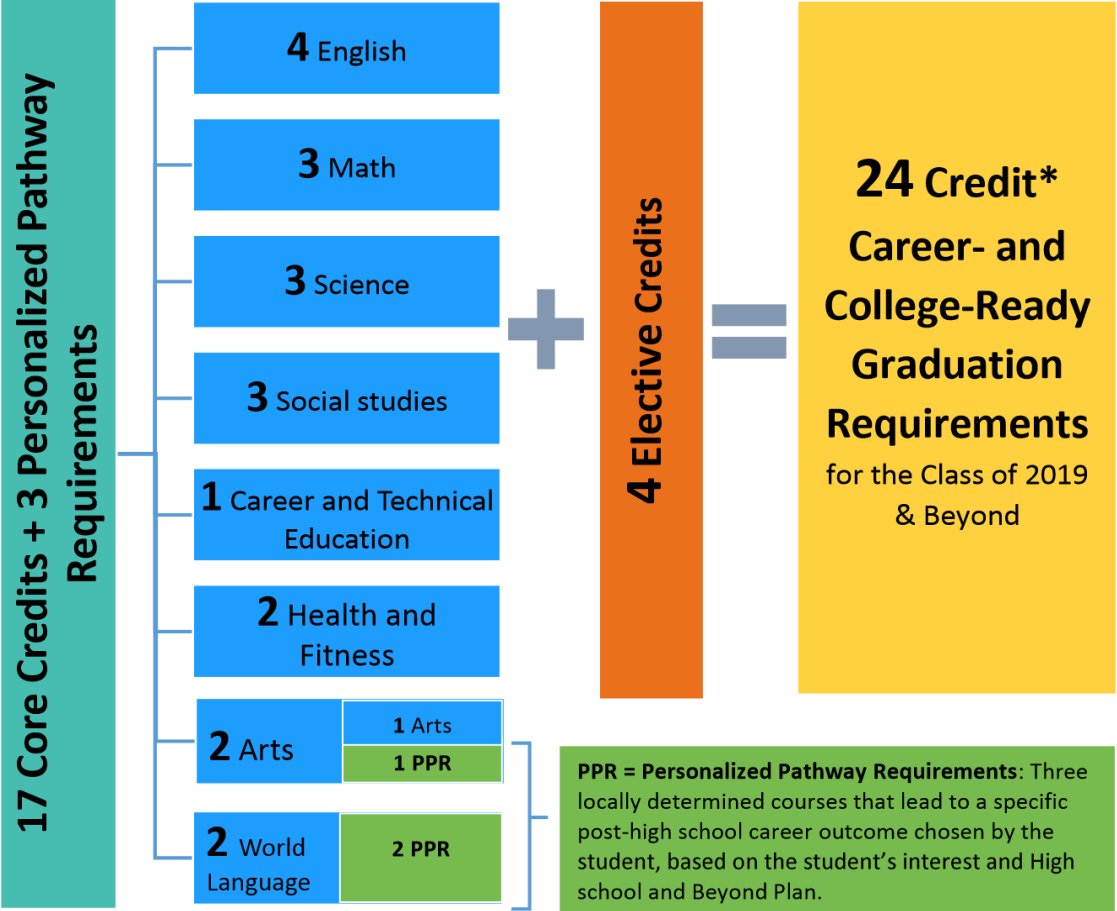 17 Core Credits + 3 Personalized Pathway
Requirements
4 English
3 Math
3 Science
3 Social studies
1 Career and Technical
Education
2 Health and
Fitness
2 Arts
1 Arts
1 PPR
2 World
Language
2 PPR
4 Elective Credits
24 Credit*
Career- and
College-Ready
Graduation
Requirements
for the Class of 2019
& Beyond
PPR = Personalized Pathway Requirements: Three
locally determined courses that lead to a specific
post-high school career outcome chosen by the
student, based on the student’s interest and High
school and Beyond Plan.